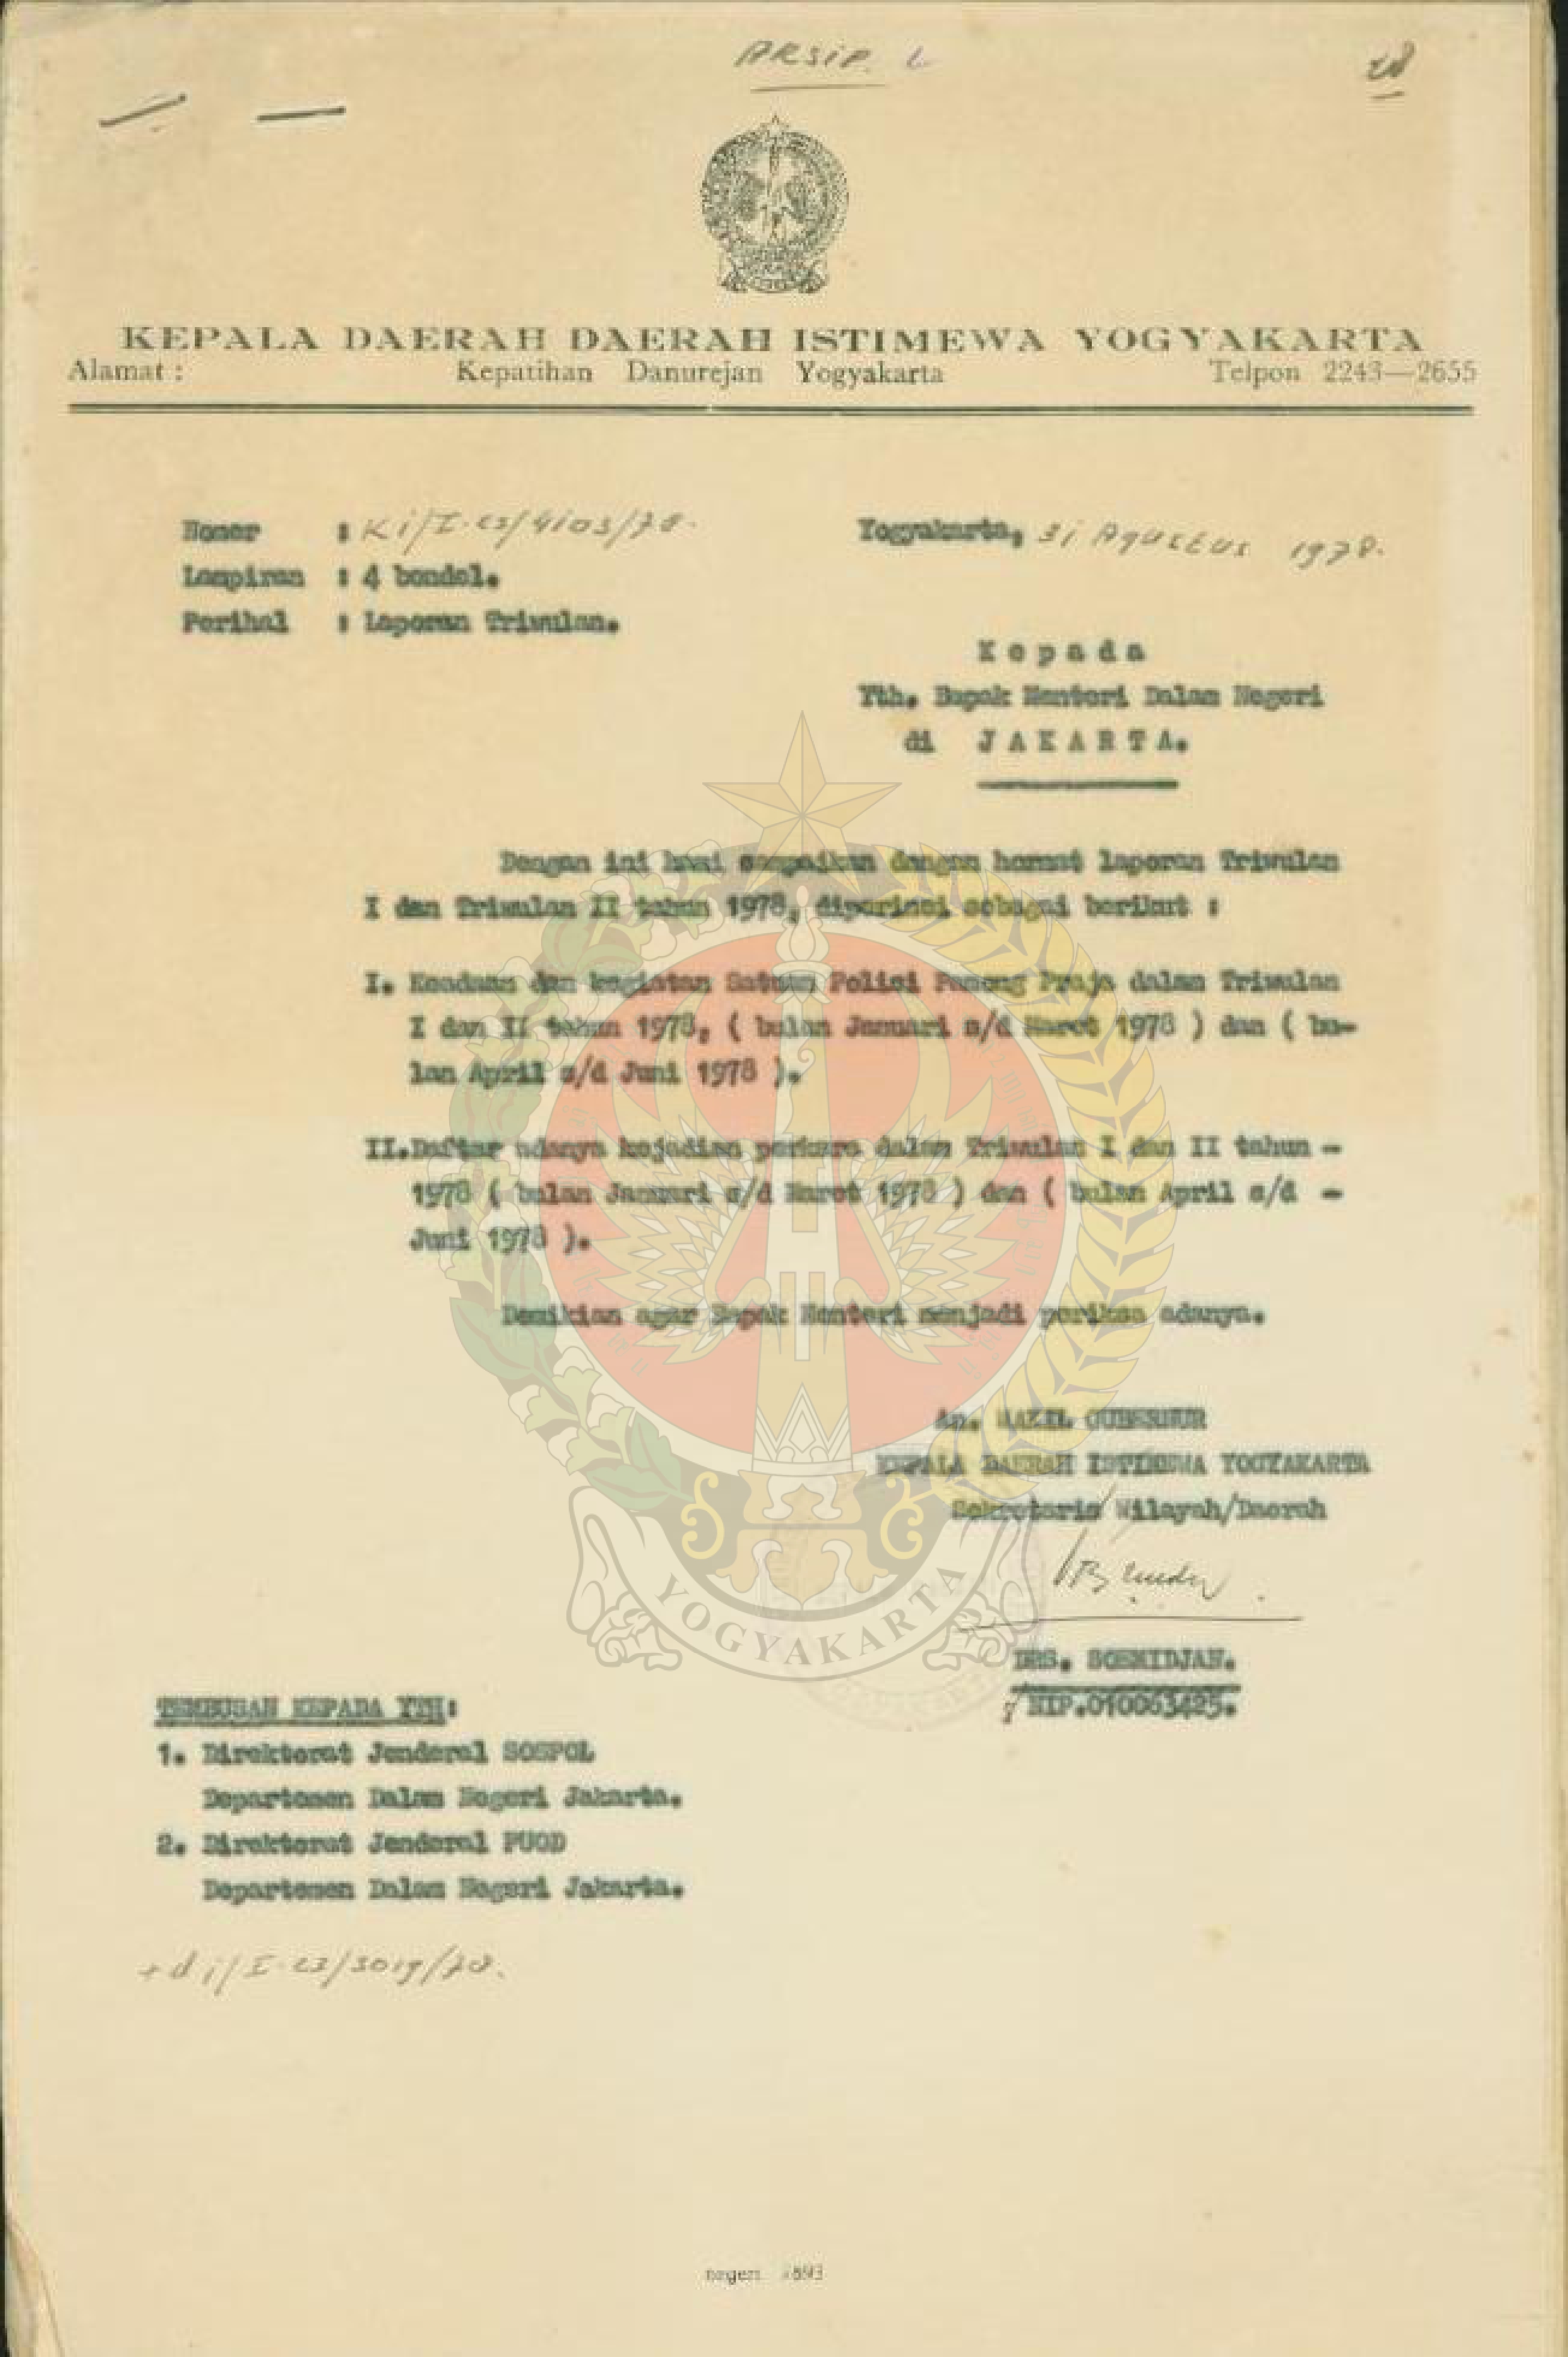 ARSIP.
KEPALA DAERAH DAERAH ISTIMEWA YOGYAKARTA
Alamat : Kepatihan Danurejan Yogyakarta Telpon 2243—2655
Nomor : K i/I.23/4103/78. Yogyakarta, 31 Agustus 1978.
Lampiran : 4 bendel.
Perihal : Laporan Triwulan.
K e p a d a
Yth. Bapak Menteri Dalam Negeri
di J A K A R T A.
Dengan ini kami sampaikan dengan hormat laporan Triwulan
I dan Triwulan II tahun 1978, diperinci sebagai berikut :
I. Keadaan dan kegiatan Satuan Polisi Pamong Praja dalam Triwulan
I dan II tahun 1978, ( bulan Januari s/d Maret 1978 ) dan ( bu-
lan April s/d Juni 1978 ).
II.Daftar adanya kejadian perkara dalam Triwulan I dan II tahun -
1978 ( bulan Januari s/d Maret 1978 ) dan ( bulan April s/d -
Juni 1978 ).
Demikian agar Bapak Menteri menjadi periksa adanya.
An. WAKIL GUBERNUR
KEPALA DAERAH ISTIMEWA YOGYAKARTA
Sekretaris Wilayah/Daerah
YOGYAKARTA
DRS. SOEMIDJAN.
NIP.010063425.
TEMBUSAN KEPADA YTH:
1. Direktorat Jenderal SOSPOL
Departemen Dalam Negeri Jakarta.
2. Direktorat Jenderal PUOD
Departemen Dalam Negeri Jakarta.